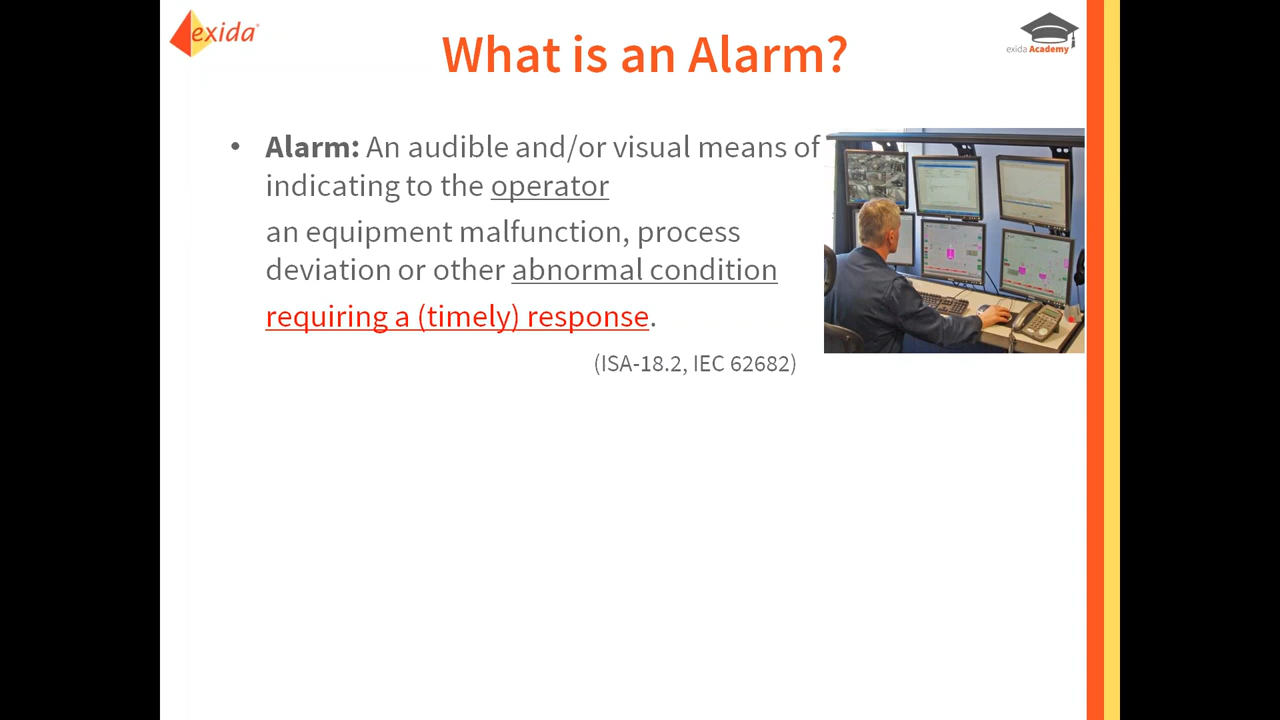 exida
What is an Alarm?
exida Academy
• Alarm: An audible and/or visual means of
indicating to the operator
an equipment malfunction, process
deviation or other abnormal condition
requiring a (timely) response.
(ISA-18.2, IEC 62682)